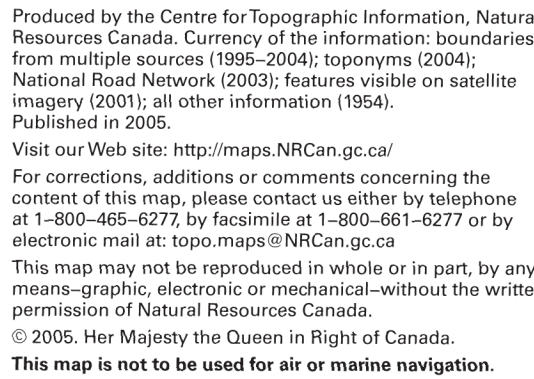 Produced by the Centre for Topographic Information, Natura
Resources Canada. Currency of the information: boundaries
from multiple sources (1995–2004); toponyms (2004);
National Road Network (2003); features visible on satellite
imagery (2001); all other information (1954).
Published in 2005.
Visit our Web site: http://maps.NRCan.gc.ca/
For corrections, additions or comments concerning the
content of this map, please contact us either by telephone
at 1–800–465–6277, by facsimile at 1–800–661–6277 or by
electronic mail at: topo.maps@NRCan.gc.ca
This map may not be reproduced in whole or in part, by any
means–graphic, electronic or mechanical–without the writte
permission of Natural Resources Canada.
© 2005. Her Majesty the Queen in Right of Canada.
This map is not to be used for air or marine navigation.